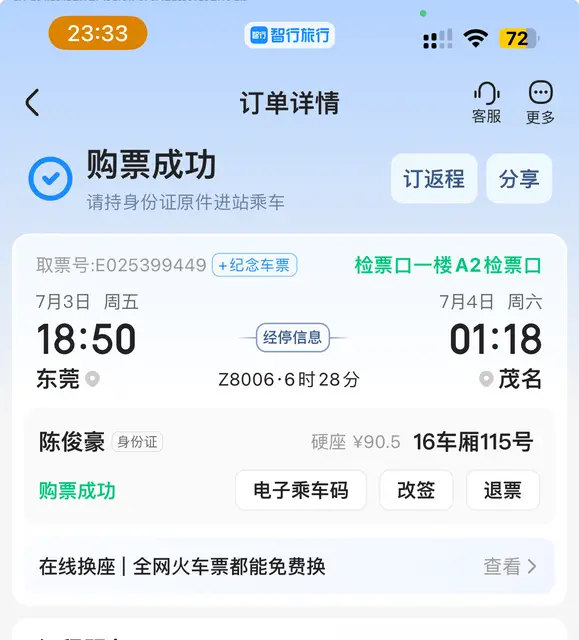 23:33
智行 智行旅行
72
订单详情
客服
更多
购票成功
请持身份证原件进站乘车
订返程
分享
取票号:E025399449
+纪念车票
检票口一楼A2检票口
7月3日 周五
7月4日 周六
18:50
经停信息
01:18
东莞
Z8006·6时28分
茂名
陈俊豪 身份证
硬座 ¥90.5 16车厢115号
购票成功
电子乘车码
改签
退票
在线换座 | 全网火车票都能免费换
查看